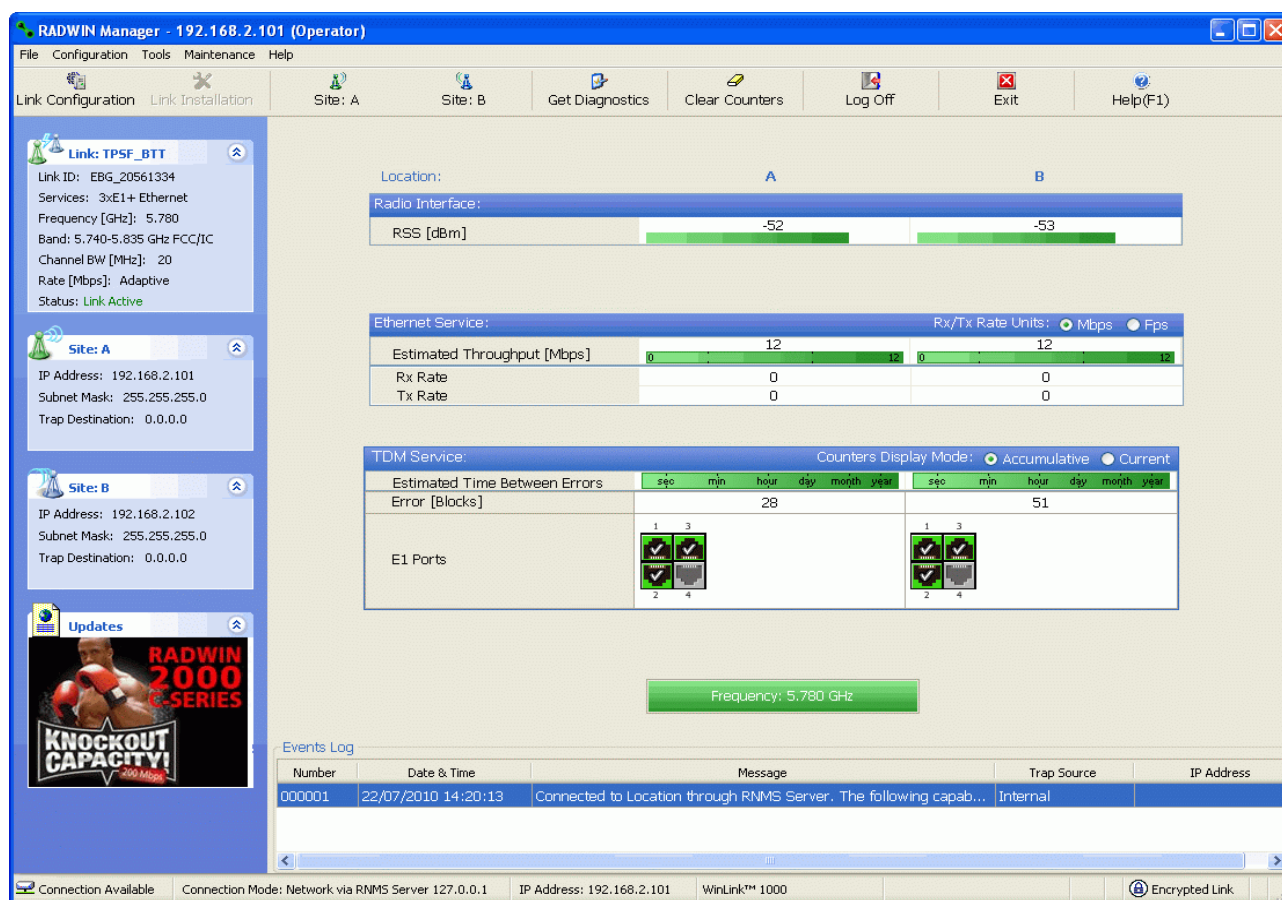 RADWIN Manager - 192.168.2.101 (Operator)
File Configuration Tools Maintenance Help
Link Configuration Link Installation Site: A Site: B Get Diagnostics Clear Counters Log Off Exit Help(F1)
Link: TPSF_BTT
Link ID: EBG_20561334
Services: 3xE1+ Ethernet
Frequency [GHz]: 5.780
Band: 5.740-5.835 GHz FCC/IC
Channel BW [MHz]: 20
Rate [Mbps]: Adaptive
Status: Link Active
Site: A
IP Address: 192.168.2.101
Subnet Mask: 255.255.255.0
Trap Destination: 0.0.0.0
Site: B
IP Address: 192.168.2.102
Subnet Mask: 255.255.255.0
Trap Destination: 0.0.0.0
Updates
RADWIN
2000
C-SERIES
KNOCKOUT
CAPACITY!
200 Mbps
Location: A B
Radio Interface:
RSS [dBm] -52 -53
Ethernet Service: Rx/Tx Rate Units: Mbps Fps
Estimated Throughput [Mbps] 12 12
0 12 0 12
Rx Rate 0 0
Tx Rate 0 0
TDM Service: Counters Display Mode: Accumulative Current
Estimated Time Between Errors sec min hour day month year sec min hour day month year
Error [Blocks] 28 51
1 3 1 3
E1 Ports
2 4 2 4
Frequency: 5.780 GHz
Events Log
Number Date & Time Message Trap Source IP Address
000001 22/07/2010 14:20:13 Connected to Location through RNMS Server. The following capab... Internal
Connection Available Connection Mode: Network via RNMS Server 127.0.0.1 IP Address: 192.168.2.101 WinLink™ 1000 Encrypted Link